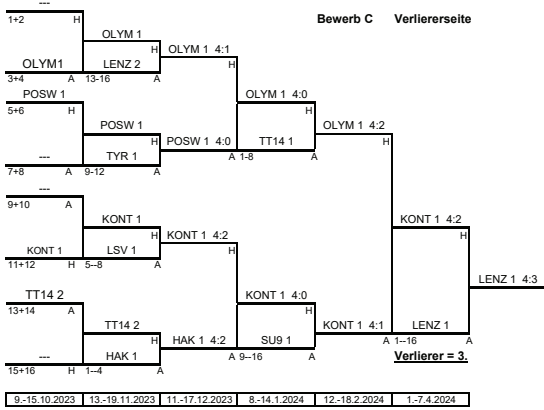 ---
1+2 H
Bewerb C Verliererseite
OLYM 1
H OLYM 1 4:1
OLYM1 LENZ 2
3+4 A 13-16 A H
POSW 1
5+6 H
OLYM 1 4:0
H OLYM 1 4:2
POSW 1
H POSW 1 4:0 TT14 1
A 1-8 A H
--- TYR 1
7+8 A 9-12 A
---
9+10 A
KONT 1 KONT 1 4:2
H KONT 1 4:2 H
KONT 1 LSV 1 H
11+12 H 5--8 A
LENZ 1 4:3
TT14 2 KONT 1 4:0
13+14 A H
TT14 2 KONT 1 4:1 LENZ 1
H HAK 1 4:2 SU9 1
A 9--16 A A 1--16 A
--- HAK 1 Verlierer = 3.
15+16 H 1--4 A
9.-15.10.2023 13.-19.11.2023 11.-17.12.2023 8.-14.1.2024 12.-18.2.2024 1.-7.4.2024